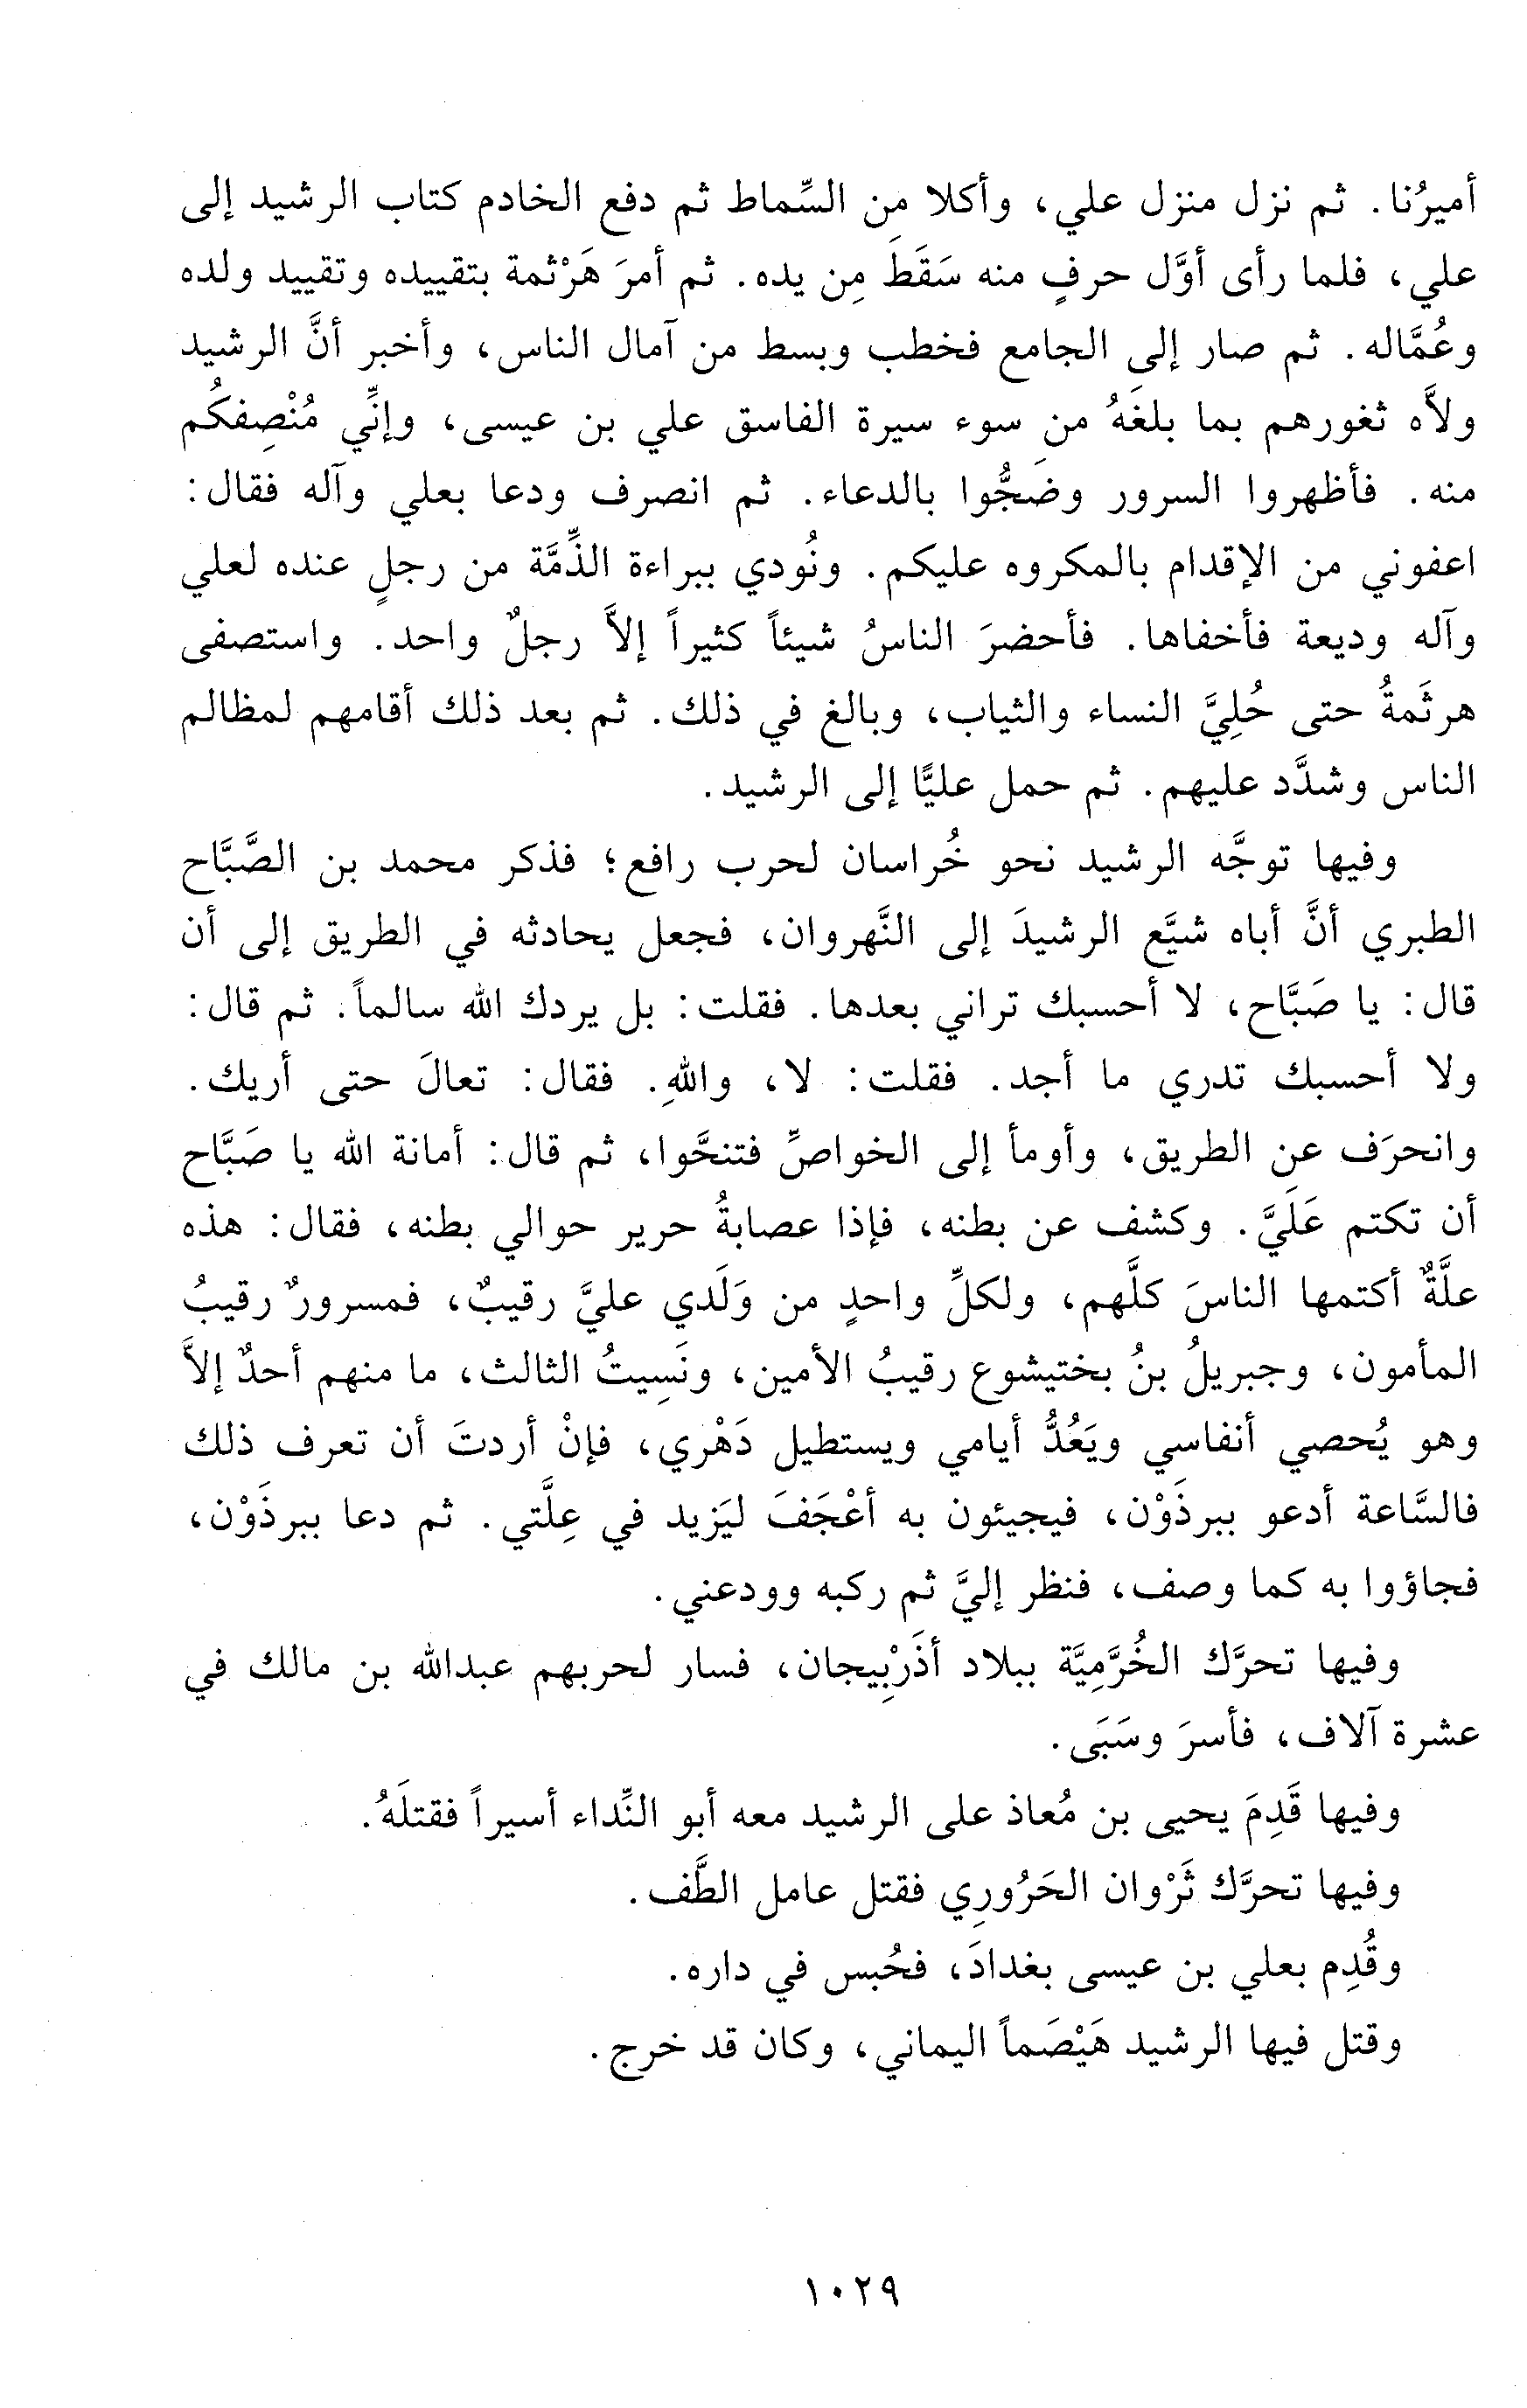 أميرُنا. ثم نزل منزل علي، وأكلا مِن السِّماط ثم دفع الخادم كتاب الرشيد إلى
علي، فلما رأى أوَّل حرفٍ منه سَقَطَ مِن يده. ثم أمرَ هَرْثمة بتقييده وتقييد ولده
وعُمَّاله. ثم صار إلى الجامع فخطب وبسط من آمال الناس، وأخبر أنَّ الرشيد
ولاَّه ثغورهم بما بلغَهُ من سوء سيرة الفاسق علي بن عيسى، وإنِّي مُنْصِفكُم
منه. فأظهروا السرور وضَجُّوا بالدعاء. ثم انصرف ودعا بعلي وآله فقال:
اعفوني من الإقدام بالمكروه عليكم. ونُودي ببراءة الذِّمَّة من رجلٍ عنده لعلي
وآله وديعة فأخفاها. فأحضرَ الناسُ شيئاً كثيراً إلاَّ رجلٌ واحد. واستصفى
هرثَمةُ حتى حُلِيَّ النساء والثياب، وبالغ في ذلك. ثم بعد ذلك أقامهم لمظالم
الناس وشدَّد عليهم. ثم حمل عليًّا إلى الرشيد.
وفيها توجَّه الرشيد نحو خُراسان لحرب رافع؛ فذكر محمد بن الصَّبَّاح
الطبري أنَّ أباه شيَّع الرشيدَ إلى النَّهروان، فجعل يحادثه في الطريق إلى أن
قال: يا صَبَّاح، لا أحسبك تراني بعدها. فقلت: بل يردك الله سالماً. ثم قال:
ولا أحسبك تدري ما أجد. فقلت: لا، واللهِ. فقال: تعالَ حتى أريك.
وانحرَف عنِ الطريق، وأومأ إلى الخواصِّ فتنحَّوا، ثم قال: أمانة الله يا صَبَّاح
أن تكتم عَلَيَّ. وكشف عن بطنه، فإذا عصابةُ حرير حوالي بطنه، فقال: هذه
علَّةٌ أكتمها الناسَ كلَّهم، ولكلِّ واحدٍ من وَلَدي عليَّ رقيبٌ، فمسرورٌ رقيبُ
المأمون، وجبريلُ بنُ بختيشوع رقيبُ الأمين، ونَسِيتُ الثالث، ما منهم أحدٌ إلاَّ
وهو يُحصي أنفاسي ويَعُدُّ أيامي ويستطيل دَهْري، فإنْ أردتَ أن تعرف ذلك
فالسَّاعة أدعو ببرذَوْن، فيجيئون به أعْجَفَ ليَزيد في عِلَّتي. ثم دعا ببرذَوْن،
فجاؤوا به كما وصف، فنظر إليَّ ثم ركبه وودعني.
وفيها تحرَّك الخُرَّمِيَّة ببلاد أذَرْبِيجان، فسار لحربهم عبدالله بن مالك في
عشرة آلاف، فأسرَ وسَبَى.
وفيها قَدِمَ يحيى بن مُعاذ على الرشيد معه أبو النِّداء أسيراً فقتلَهُ.
وفيها تحرَّك ثَرْوان الحَرُورِي فقتل عامل الطَّف.
وقُدِم بعلي بن عيسى بغدادَ، فحُبس في داره.
وقتل فيها الرشيد هَيْصَماً اليماني، وكان قد خرج.
١٠٢٩